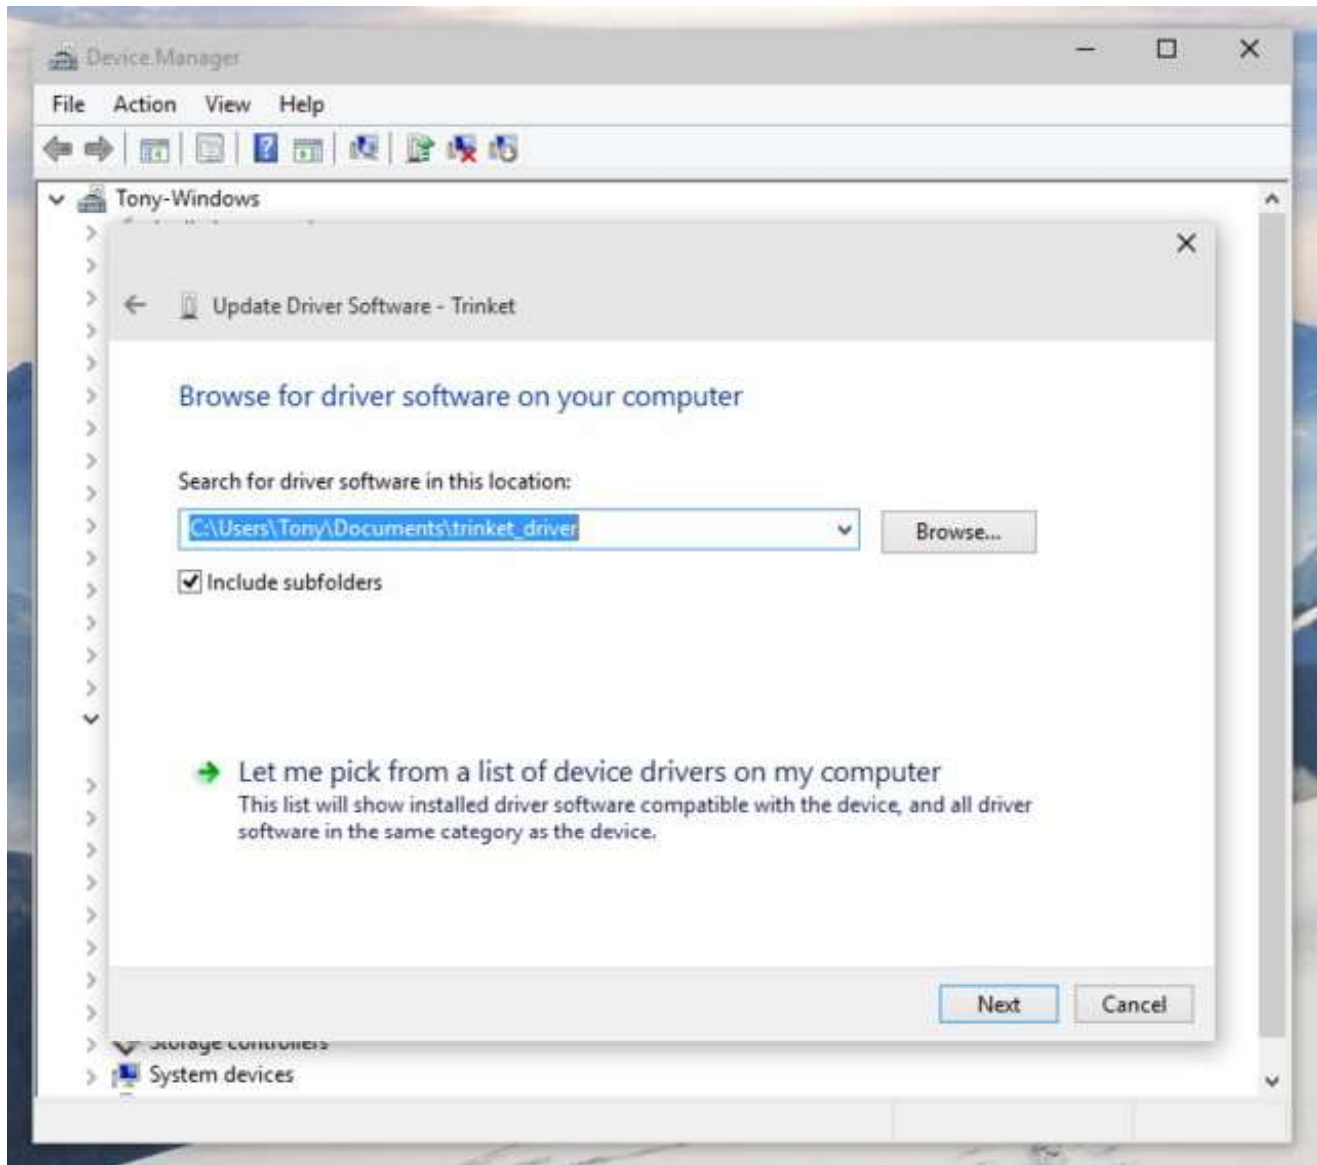 Device Manager
File Action View Help
Tony-Windows
Update Driver Software - Trinket
Browse for driver software on your computer
Search for driver software in this location:
C:\Users\Tony\Documents\trinket_driver
Browse...
Include subfolders
Let me pick from a list of device drivers on my computer
This list will show installed driver software compatible with the device, and all driver
software in the same category as the device.
Next Cancel
Storage controllers
System devices